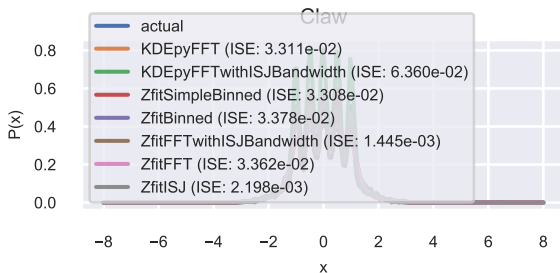 Claw
actual
KDEpyFFT (ISE: 3.311e-02)
KDEpyFFTwithISJBandwidth (ISE: 6.360e-02)
ZfitSimpleBinned (ISE: 3.308e-02)
ZfitBinned (ISE: 3.378e-02)
ZfitFFTwithISJBandwidth (ISE: 1.445e-03)
ZfitFFT (ISE: 3.362e-02)
ZfitISJ (ISE: 2.198e-03)
P(x)
0.8
0.6
0.4
0.2
0.0
−8 −6 −4 −2 0 2 4 6 8
x